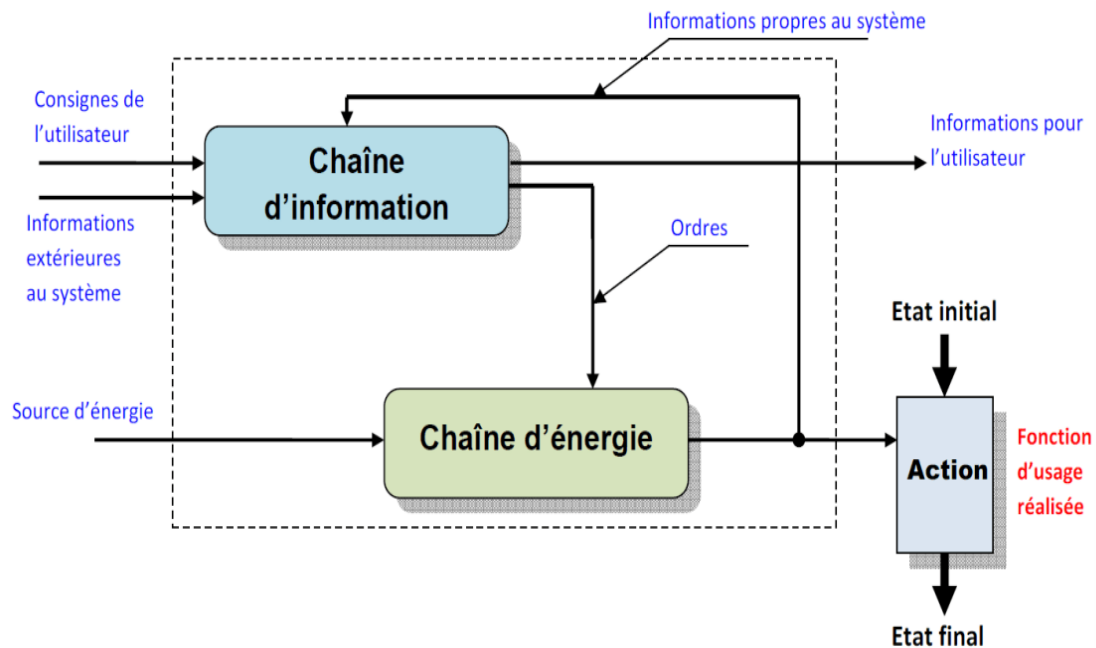 Informations propres au système
Consignes de
l'utilisateur
Informations pour
l'utilisateur
Chaîne
d'information
Informations
extérieures
au système
Ordres
Etat initial
Source d'énergie
Chaîne d'énergie
Action
Fonction
d'usage
réalisée
Etat final